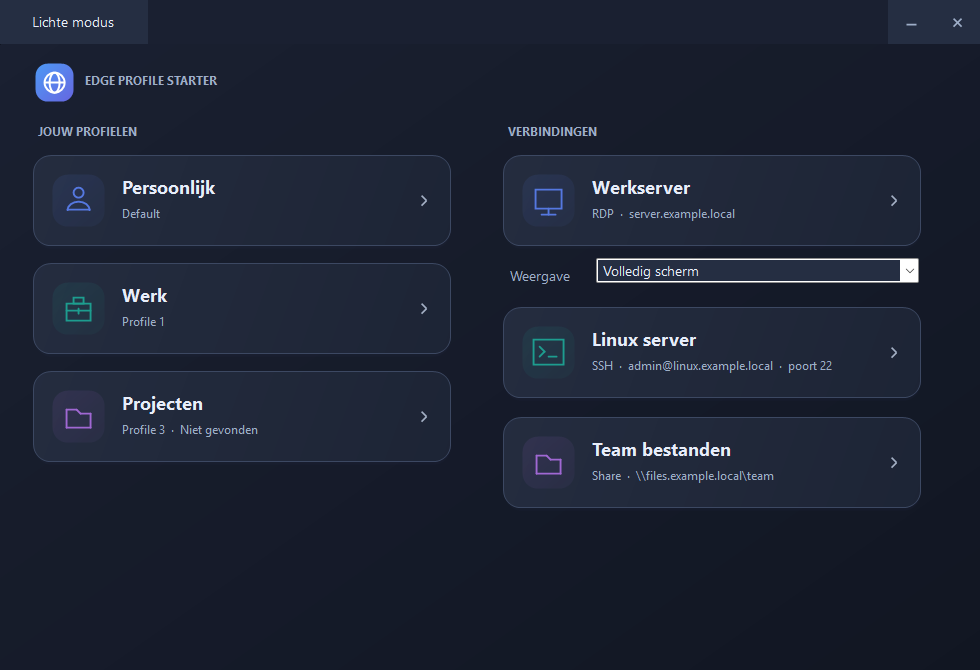 Lichte modus
EDGE PROFILE STARTER
JOUW PROFIELEN
Persoonlijk
Default
Werk
Profile 1
Projecten
Profile 3 · Niet gevonden
VERBINDINGEN
Werkserver
RDP · server.example.local
Weergave
Volledig scherm
Linux server
SSH · admin@linux.example.local · poort 22
Team bestanden
Share · \\files.example.local\team